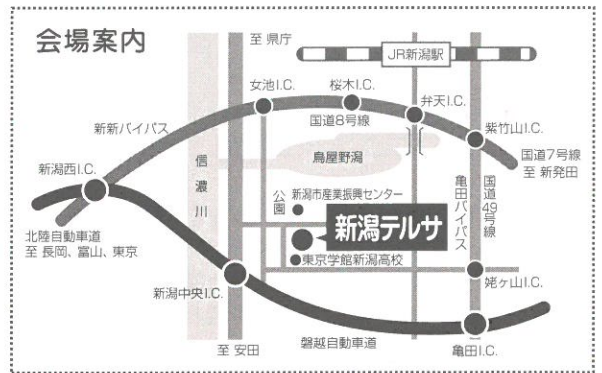 会場案内
至 県庁
JR新潟駅
女池I.C.
桜木I.C.
弁天I.C.
新新バイパス
国道8号線
紫竹山I.C.
新潟西I.C.
信濃川
鳥屋野潟
国道7号線
至 新発田
公園
新潟市産業振興センター
亀田バイパス
国道49号線
新潟テルサ
北陸自動車道
至 長岡、富山、東京
東京学館新潟高校
新潟中央I.C.
姥ヶ山I.C.
至 安田
磐越自動車道
亀田I.C.